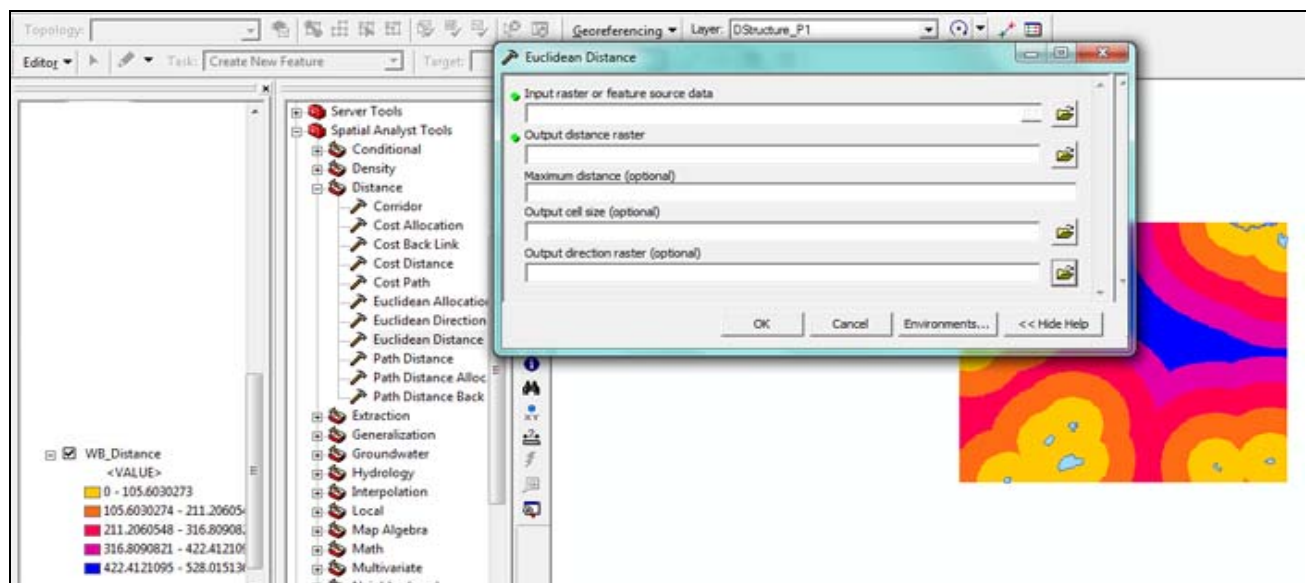 Topology:
Georeferencing Layer: DStructure_P1
Editor Task: Create New Feature Target:
Euclidean Distance
Input raster or feature source data
Output distance raster
Maximum distance (optional)
Output cell size (optional)
Output direction raster (optional)
OK Cancel Environments... << Hide Help
Server Tools
Spatial Analyst Tools
Conditional
Density
Distance
Corridor
Cost Allocation
Cost Back Link
Cost Distance
Cost Path
Euclidean Allocatio
Euclidean Direction
Euclidean Distance
Path Distance
Path Distance Alloc
Path Distance Back
Extraction
Generalization
Groundwater
Hydrology
Interpolation
Local
Map Algebra
Math
Multivariate
WB_Distance
<VALUE>
0 - 105.6030273
105.6030274 - 211.20605
211.2060548 - 316.80908
316.8090821 - 422.41210
422.4121095 - 528.01513
XY